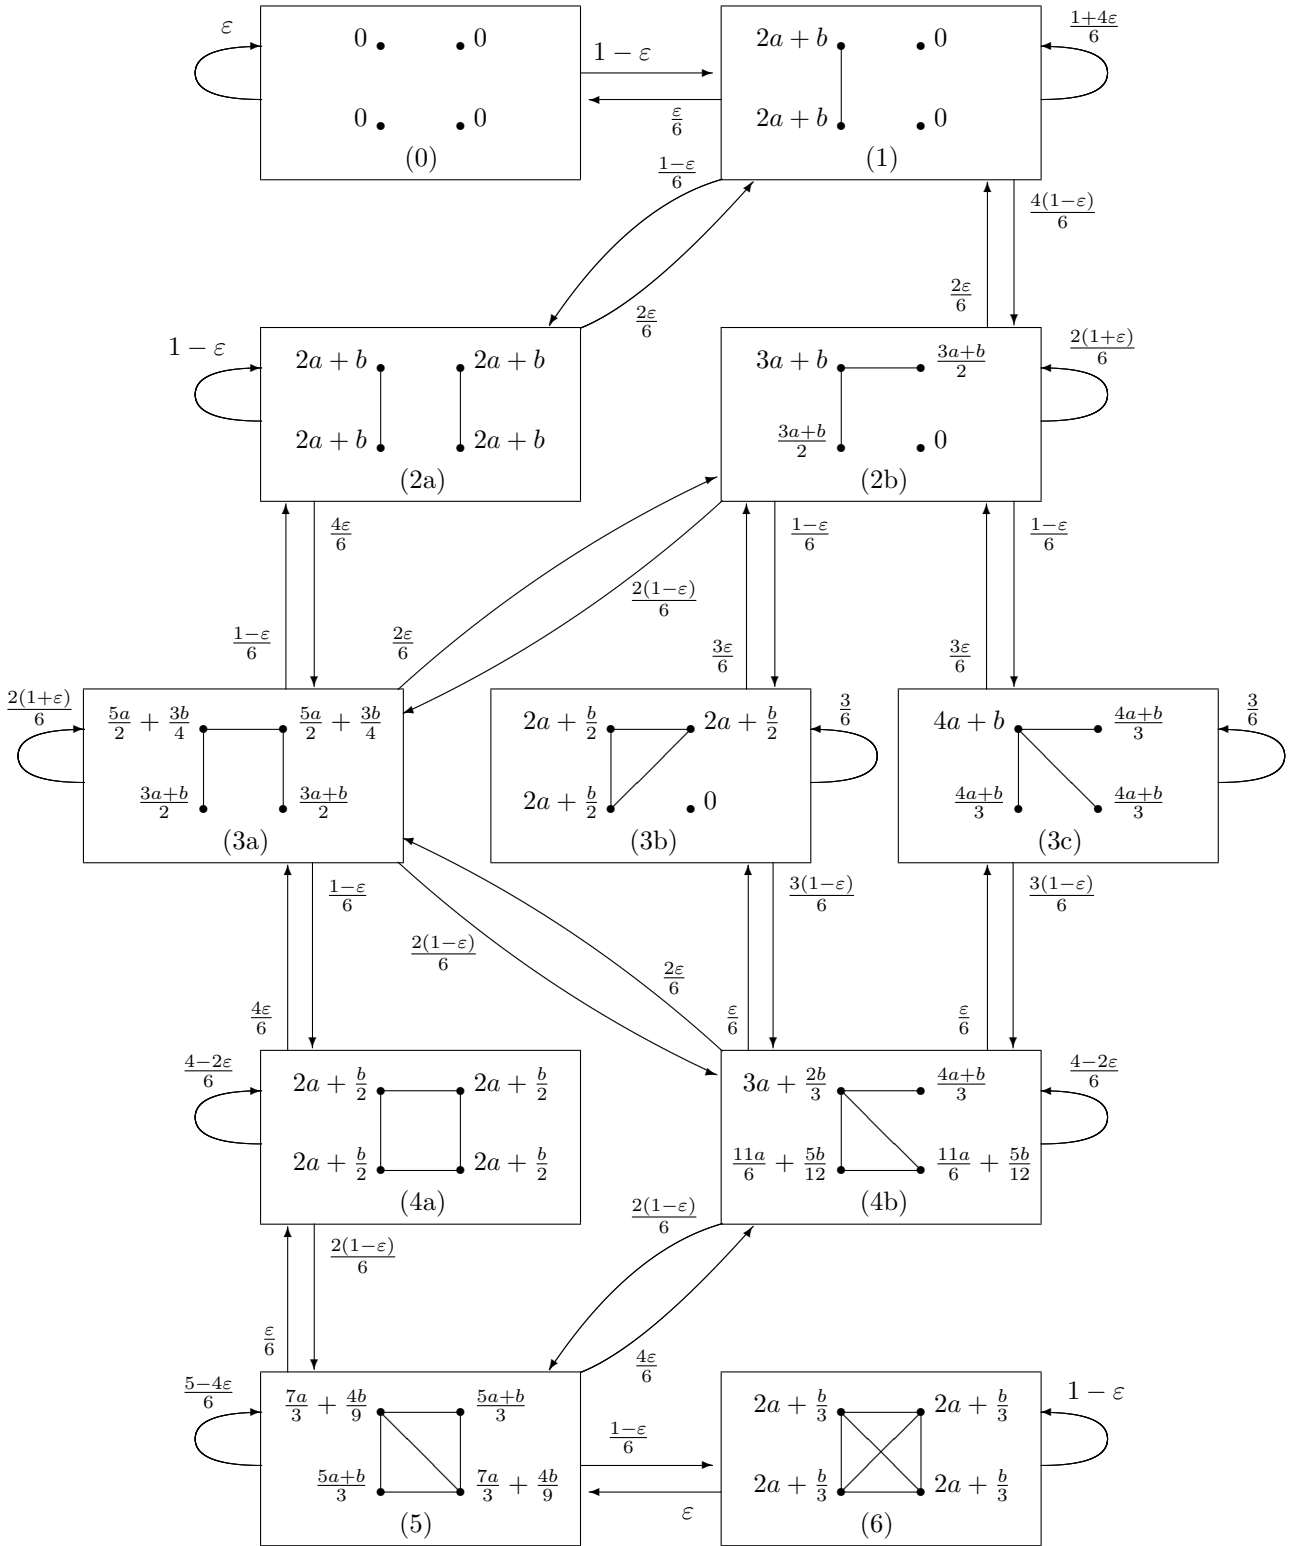 ε
0 0
0 0
(0)
1 − ε
ε/6
2a + b 0
2a + b 0
(1)
(1+4ε)/6
(1−ε)/6
2ε/6
4(1−ε)/6
2ε/6
1 − ε
2a + b 2a + b
2a + b 2a + b
(2a)
3a + b (3a+b)/2
(3a+b)/2 0
(2b)
2(1+ε)/6
4ε/6
1−ε/6
2ε/6
2(1−ε)/6
(1−ε)/6
3ε/6
(1−ε)/6
3ε/6
2(1+ε)/6
5a/2 + 3b/4 5a/2 + 3b/4
(3a+b)/2 (3a+b)/2
(3a)
2a + b/2 2a + b/2
2a + b/2 0
(3b)
3/6
4a + b (4a+b)/3
(4a+b)/3 (4a+b)/3
(3c)
3/6
(1−ε)/6
4ε/6
2(1−ε)/6
2ε/6
3(1−ε)/6
ε/6
3(1−ε)/6
ε/6
(4−2ε)/6
2a + b/2 2a + b/2
2a + b/2 2a + b/2
(4a)
3a + 2b/3 (4a+b)/3
11a/6 + 5b/12 11a/6 + 5b/12
(4b)
(4−2ε)/6
2(1−ε)/6
ε/6
2(1−ε)/6
4ε/6
(5−4ε)/6
7a/3 + 4b/9 (5a+b)/3
(5a+b)/3 7a/3 + 4b/9
(5)
(1−ε)/6
ε
2a + b/3 2a + b/3
2a + b/3 2a + b/3
(6)
1 − ε